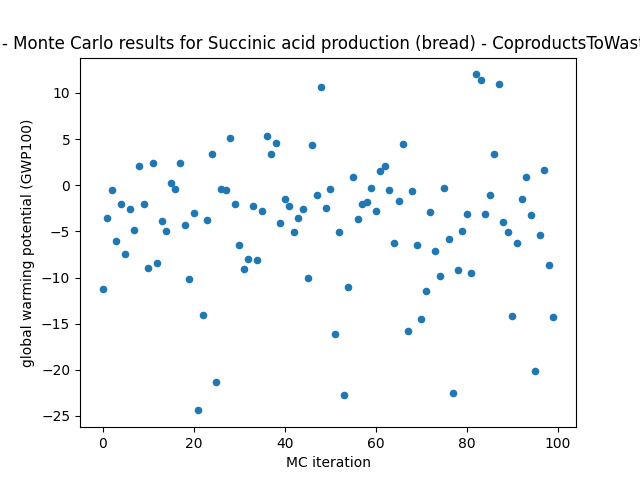 - Monte Carlo results for Succinic acid production (bread) - CoproductsToWast
global warming potential (GWP100)
10
5
0
−5
−10
−15
−20
−25
0 20 40 60 80 100
MC iteration